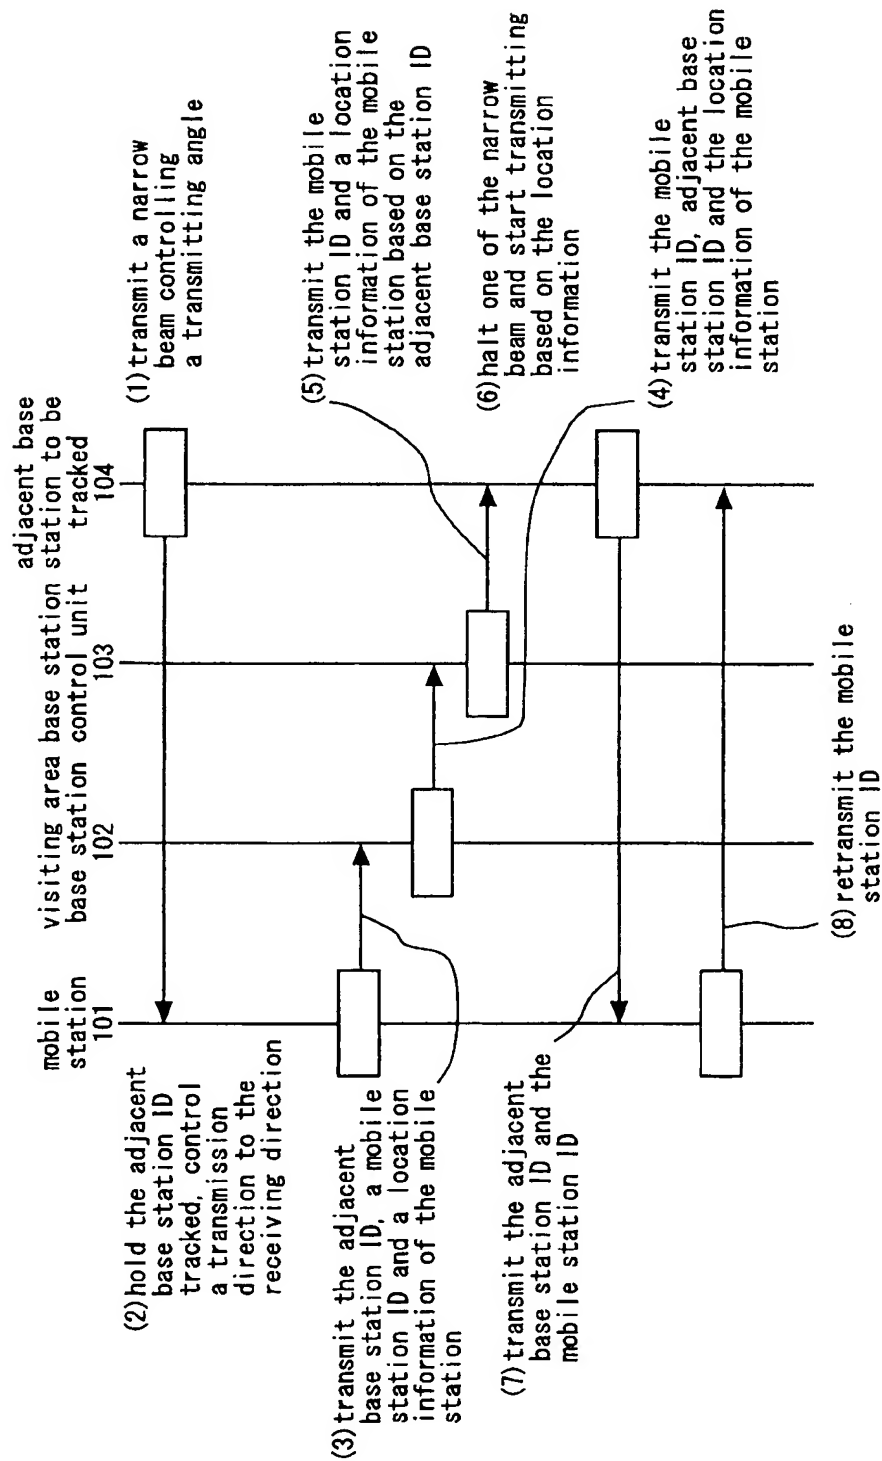 mobile
station
101
visiting area
base station
102
base station
control unit
103
adjacent base
station to be
tracked
104
(1)transmit a narrow
beam controlling
a transmitting angle
(2)hold the adjacent
base station ID
tracked, control
a transmission
direction to the
receiving direction
(3)transmit the adjacent
base station ID, a mobile
station ID and a location
information of the mobile
station
(5)transmit the mobile
station ID and a location
information of the mobile
station based on the
adjacent base station ID
(6)halt one of the narrow
beam and start transmitting
based on the location
information
(4)transmit the mobile
station ID, adjacent base
station ID and the location
information of the mobile
station
(7)transmit the adjacent
base station ID and the
mobile station ID
(8)retransmit the mobile
station ID